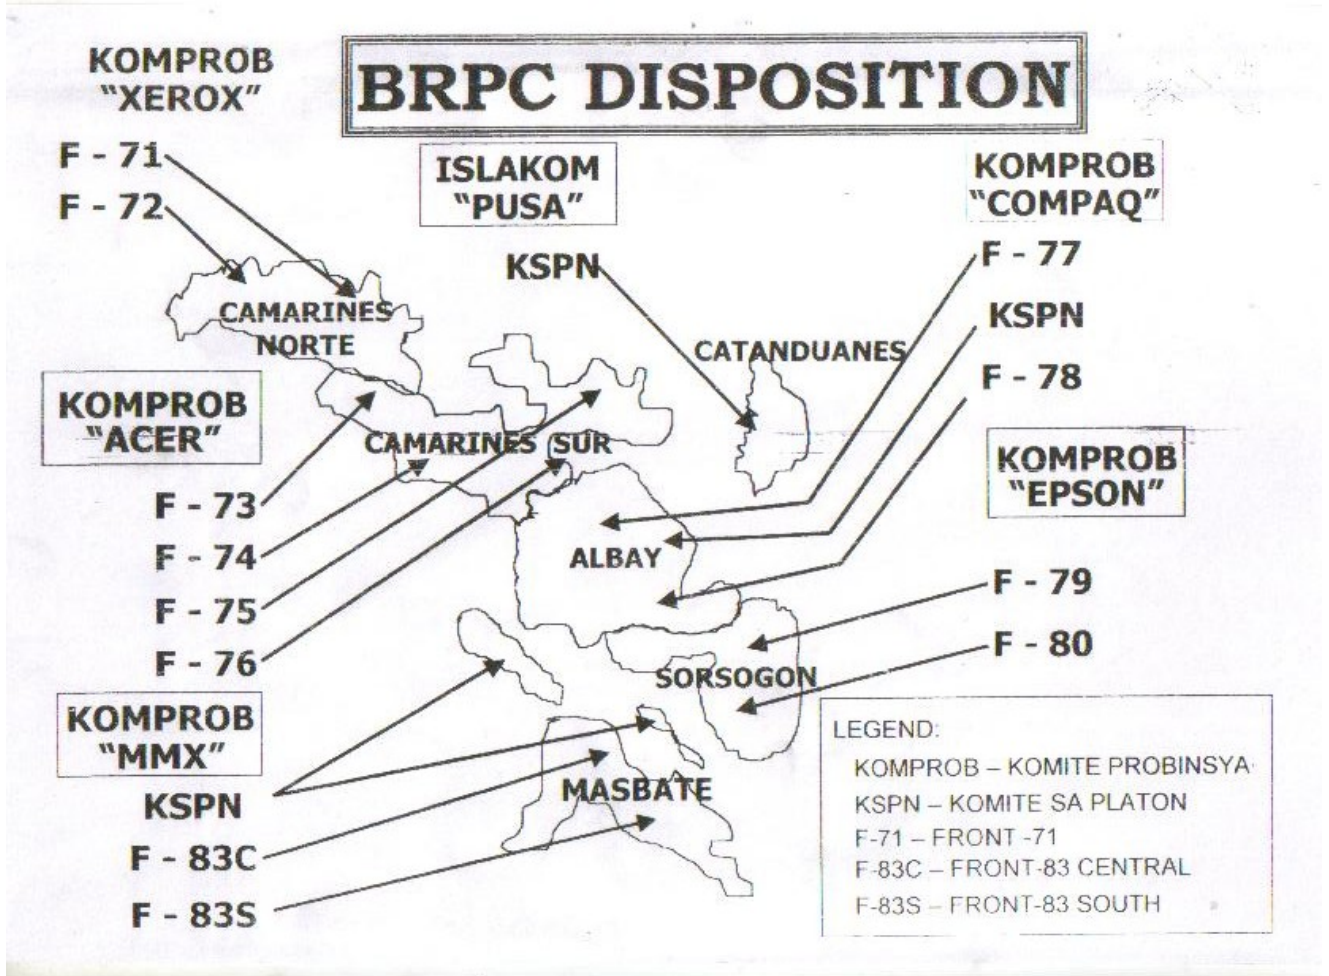 BRPC DISPOSITION
KOMPROB
"XEROX"
F - 71
F - 72
ISLAKOM
"PUSA"
KSPN
KOMPROB
"COMPAQ"
F - 77
KSPN
F - 78
CAMARINES
NORTE
CATANDUANES
KOMPROB
"ACER"
F - 73
F - 74
F - 75
F - 76
CAMARINES SUR
KOMPROB
"EPSON"
F - 79
F - 80
ALBAY
SORSOGON
KOMPROB
"MMX"
KSPN
F - 83C
F - 83S
MASBATE
LEGEND:
KOMPROB – KOMITE PROBINSYA
KSPN – KOMITE SA PLATON
F-71 – FRONT -71
F-83C – FRONT-83 CENTRAL
F-83S – FRONT-83 SOUTH